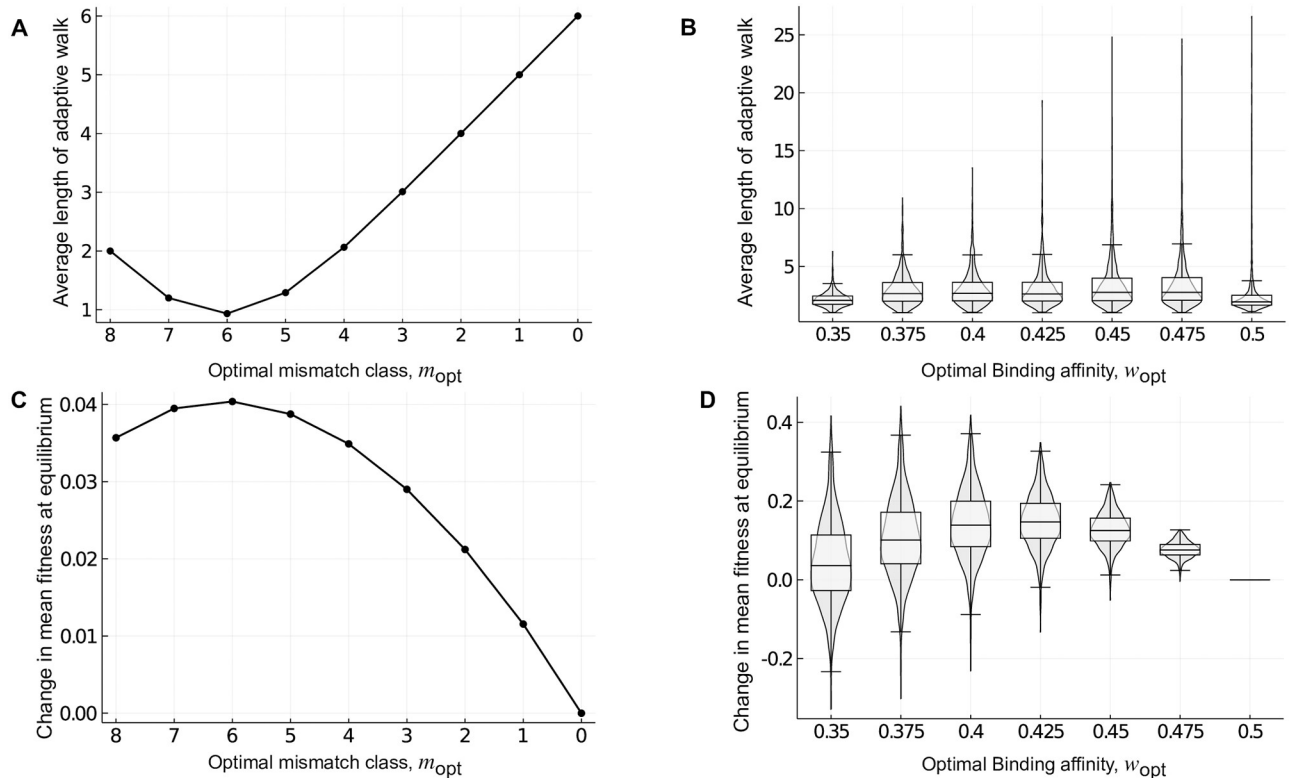 A
Average length of adaptive walk
6
5
4
3
2
1
8 7 6 5 4 3 2 1 0
Optimal mismatch class, mopt
B
Average length of adaptive walk
25
20
15
10
5
0.35 0.375 0.4 0.425 0.45 0.475 0.5
Optimal Binding affinity, wopt
C
Change in mean fitness at equilibrium
0.04
0.03
0.02
0.01
0.00
8 7 6 5 4 3 2 1 0
Optimal mismatch class, mopt
D
Change in mean fitness at equilibrium
0.4
0.2
0.0
-0.2
0.35 0.375 0.4 0.425 0.45 0.475 0.5
Optimal Binding affinity, wopt